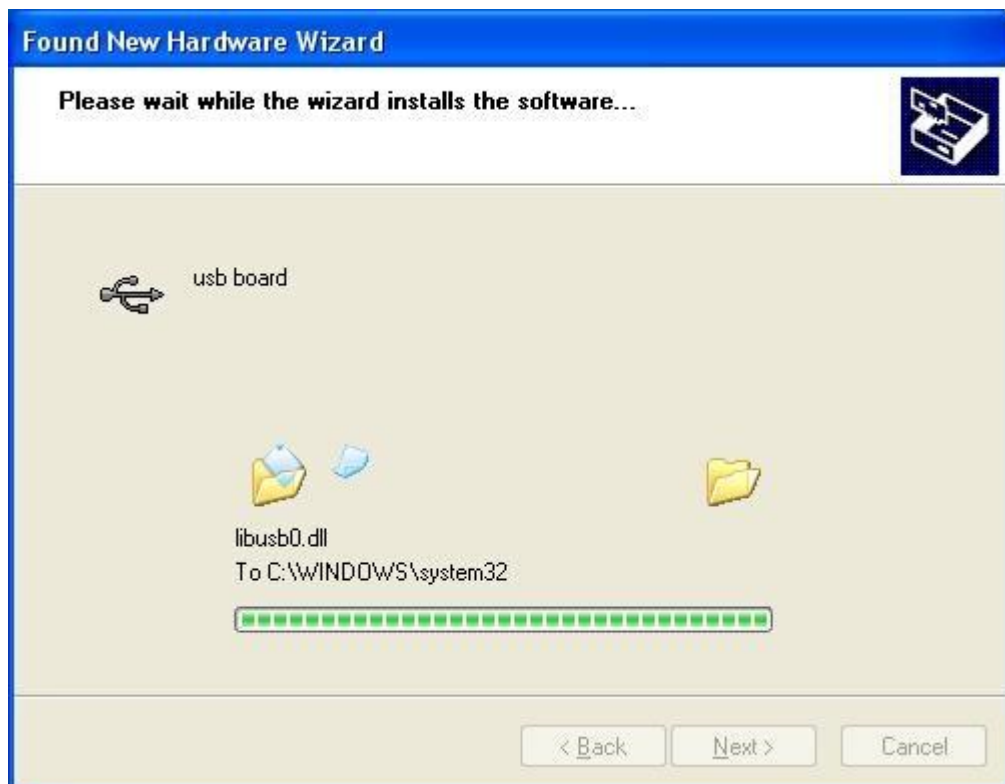 Found New Hardware Wizard
Please wait while the wizard installs the software...
usb board
libusb0.dll
To C:\WINDOWS\system32
< Back
Next >
Cancel